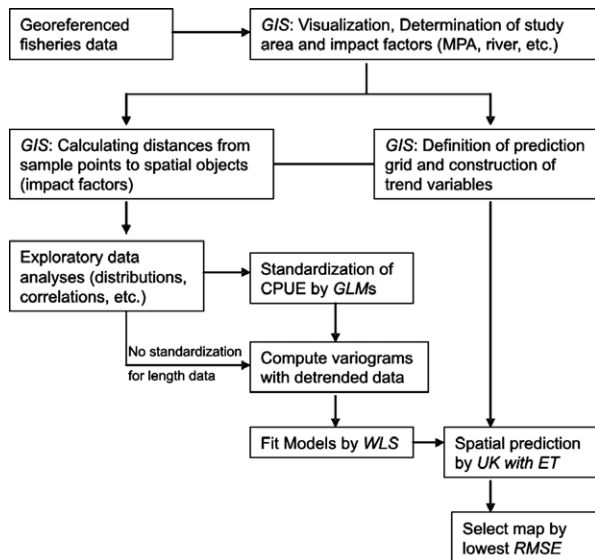 Georeferenced
fisheries data
GIS: Visualization, Determination of study
area and impact factors (MPA, river, etc.)
GIS: Calculating distances from
sample points to spatial objects
(impact factors)
GIS: Definition of prediction
grid and construction of
trend variables
Exploratory data
analyses (distributions,
correlations, etc.)
Standardization of
CPUE by GLMs
No standardization
for length data
Compute variograms
with detrended data
Fit Models by WLS
Spatial prediction
by UK with ET
Select map by
lowest RMSE